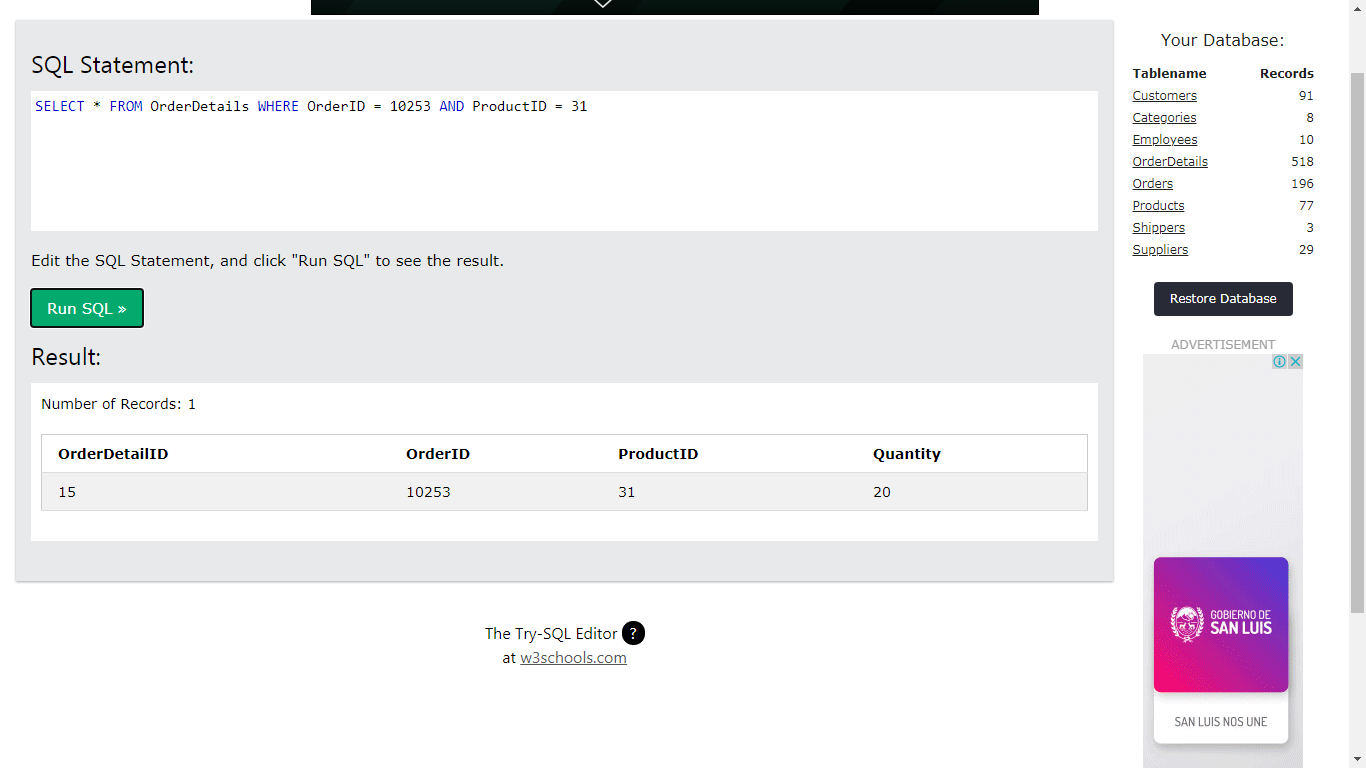 SQL Statement:
SELECT * FROM OrderDetails WHERE OrderID = 10253 AND ProductID = 31
Edit the SQL Statement, and click "Run SQL" to see the result.
Run SQL »
Result:
Number of Records: 1
OrderDetailID OrderID ProductID Quantity
15 10253 31 20
The Try-SQL Editor ?
at w3schools.com
Your Database:
Tablename Records
Customers 91
Categories 8
Employees 10
OrderDetails 518
Orders 196
Products 77
Shippers 3
Suppliers 29
Restore Database
ADVERTISEMENT
GOBIERNO DE
SAN LUIS
SAN LUIS NOS UNE